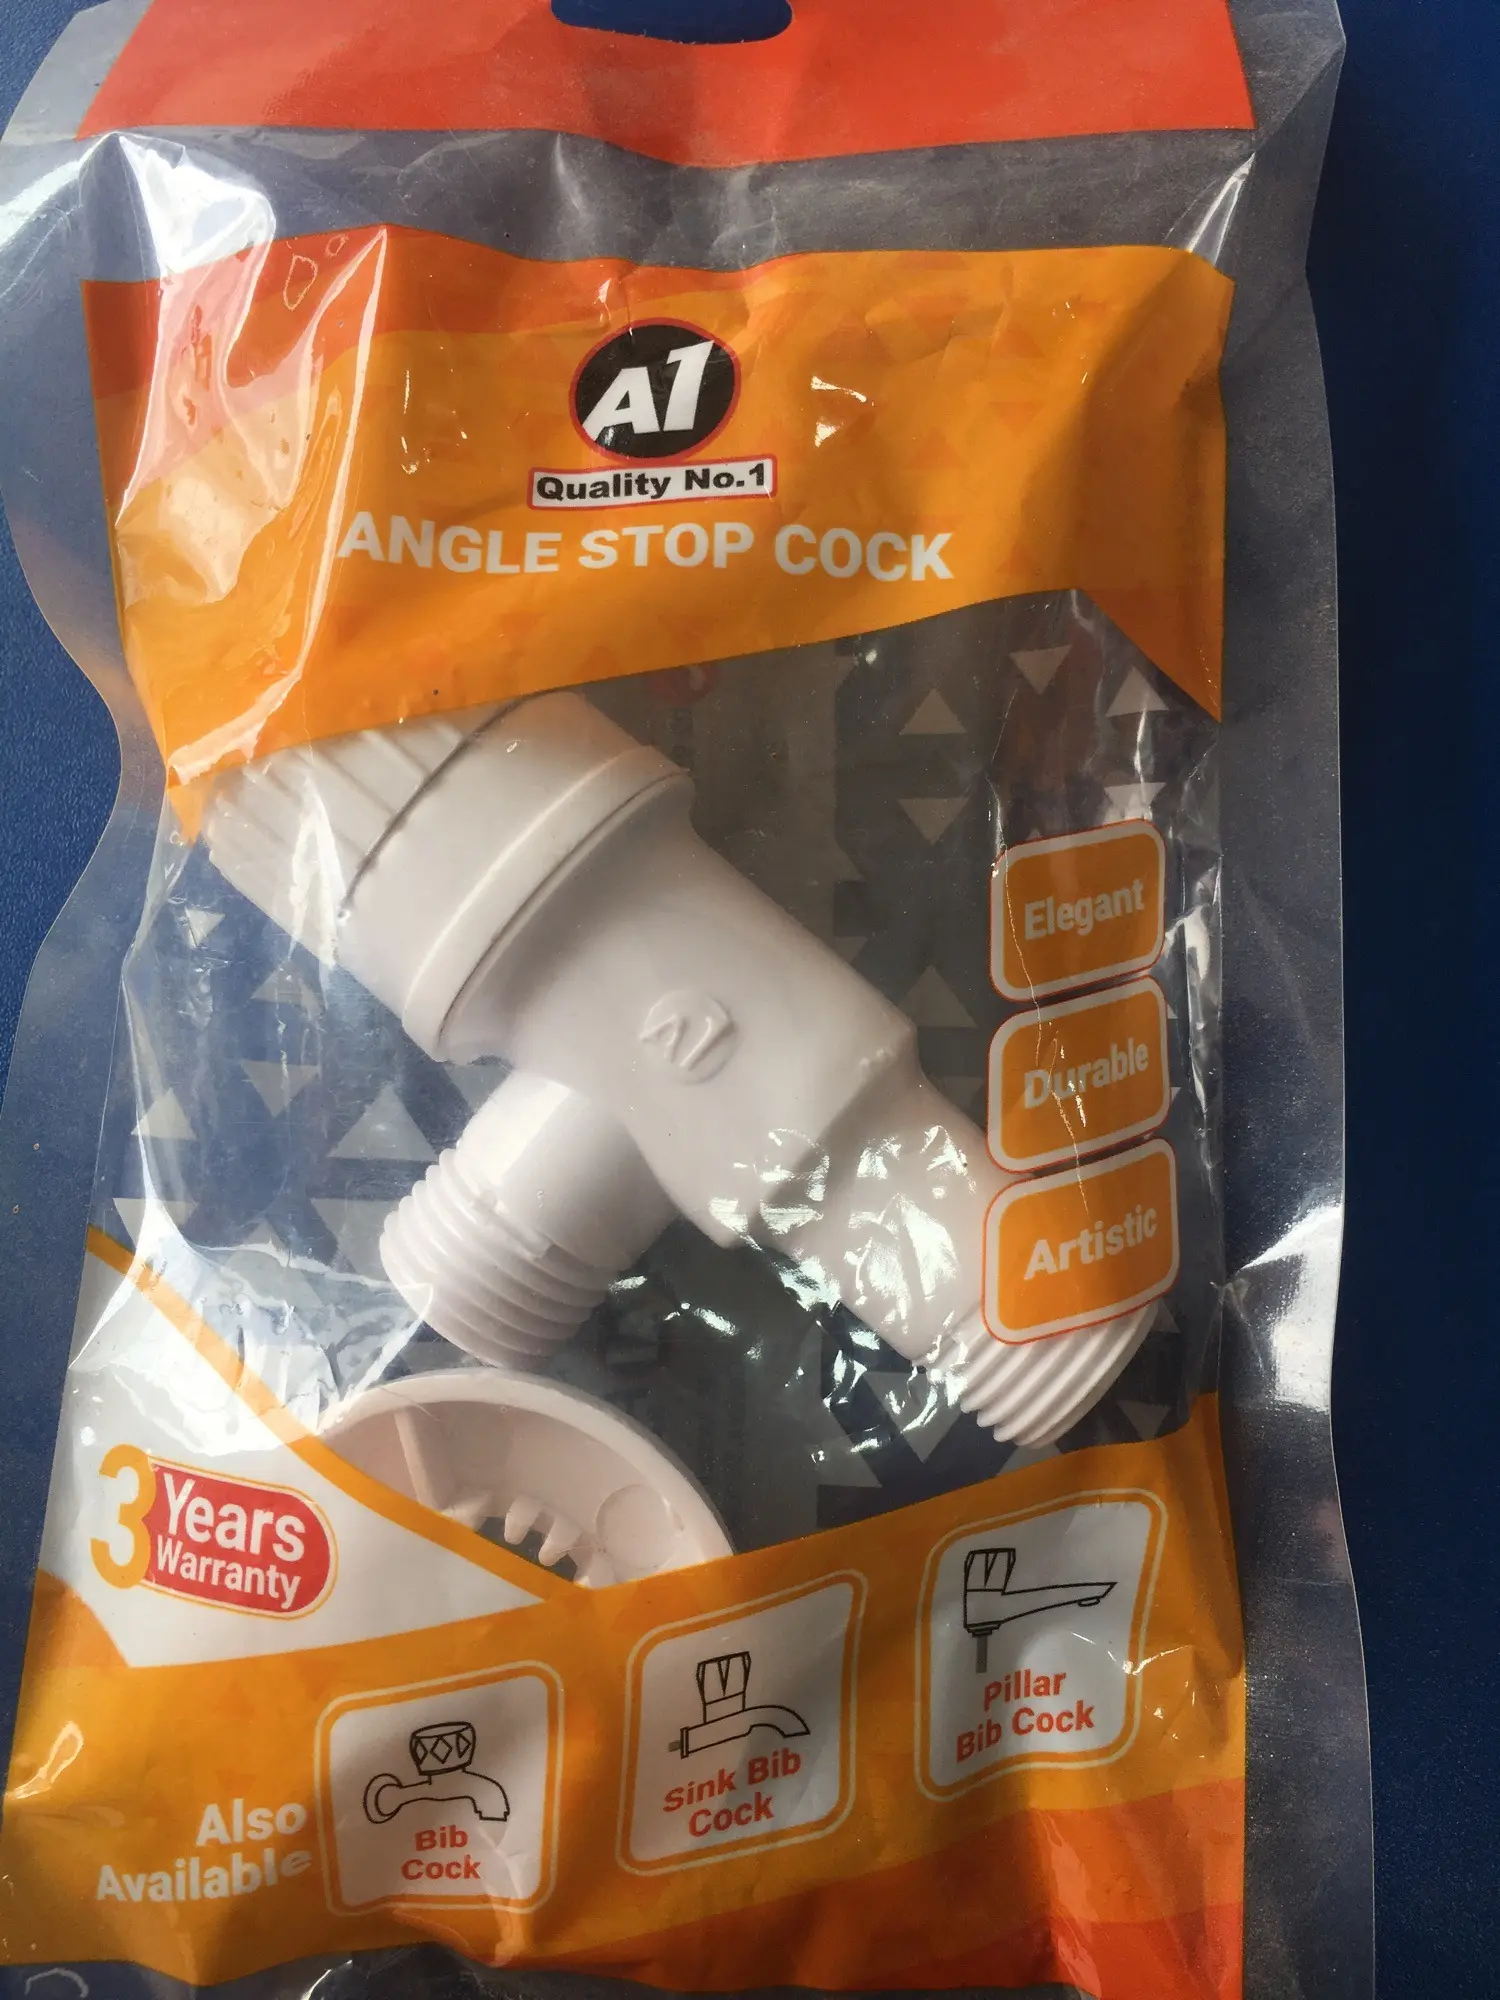 A1
Quality No.1
ANGLE STOP COCK
Elegant
Durable
Artistic
A1
3 Years
Warranty
Also
Available
Bib
Cock
Sink Bib
Cock
Pillar
Bib Cock